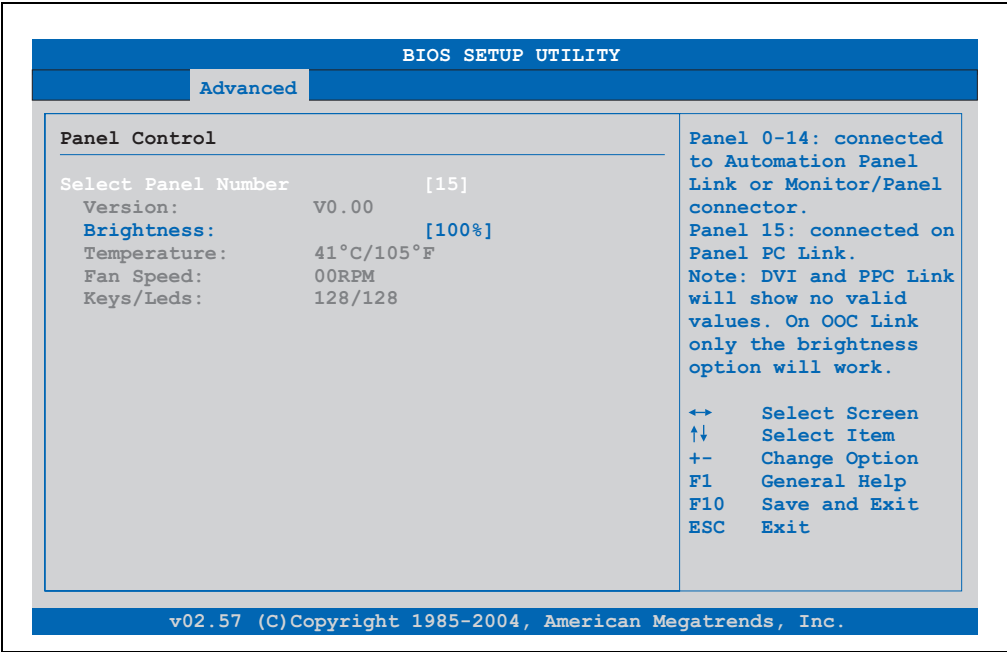 BIOS SETUP UTILITY
Advanced
Panel Control
Select Panel Number [15]
Version: V0.00
Brightness: [100%]
Temperature: 41°C/105°F
Fan Speed: 00RPM
Keys/Leds: 128/128
Panel 0-14: connected
to Automation Panel
Link or Monitor/Panel
connector.
Panel 15: connected on
Panel PC Link.
Note: DVI and PPC Link
will show no valid
values. On OOC Link
only the brightness
option will work.
↔ Select Screen
↑↓ Select Item
+- Change Option
F1 General Help
F10 Save and Exit
ESC Exit
v02.57 (C)Copyright 1985-2004, American Megatrends, Inc.